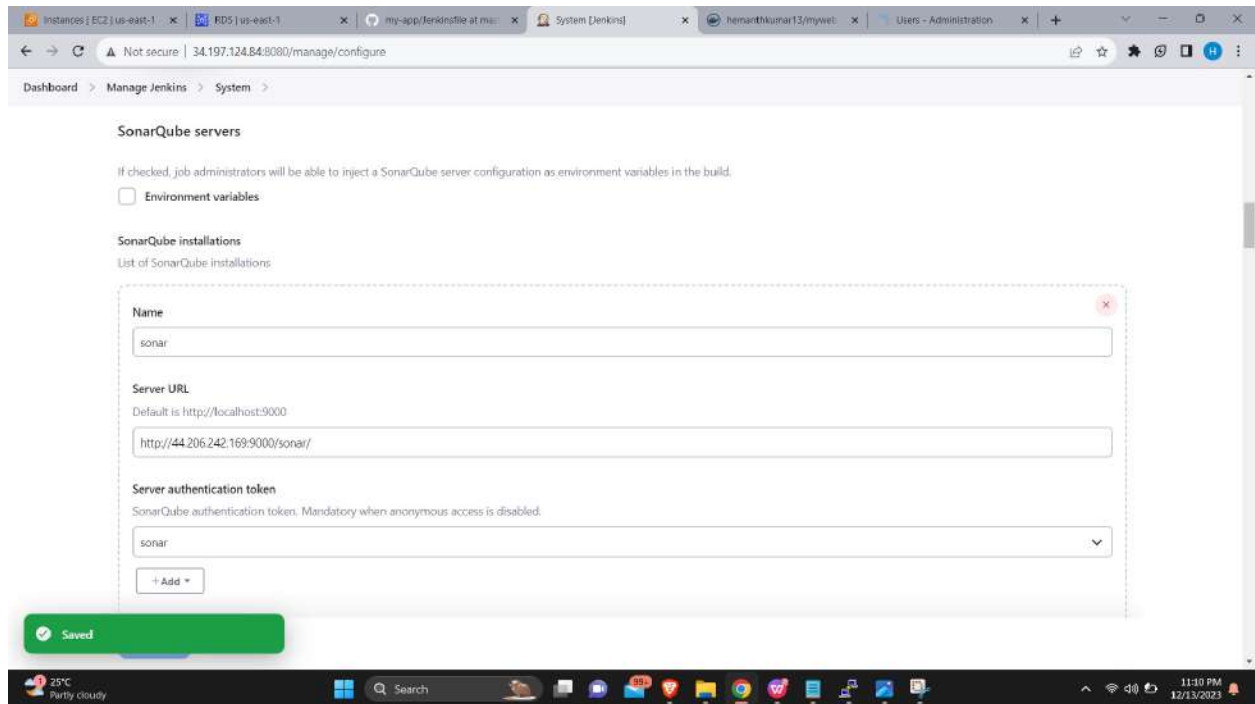 Instances | EC2 | us-east-1
RDS | us-east-1
my-app/Jenkinsfile at mas
System [Jenkins]
hemanthkumar13/myweb
Users - Administration
Not secure | 34.197.124.84:8080/manage/configure
H
Dashboard > Manage Jenkins > System >
SonarQube servers
If checked, job administrators will be able to inject a SonarQube server configuration as environment variables in the build.
Environment variables
SonarQube installations
List of SonarQube installations
Name
sonar
Server URL
Default is http://localhost:9000
http://44.206.242.169:9000/sonar/
Server authentication token
SonarQube authentication token. Mandatory when anonymous access is disabled.
sonar
+ Add
Saved
1
25°C
Partly cloudy
Search
99+
11:10 PM
12/13/2023